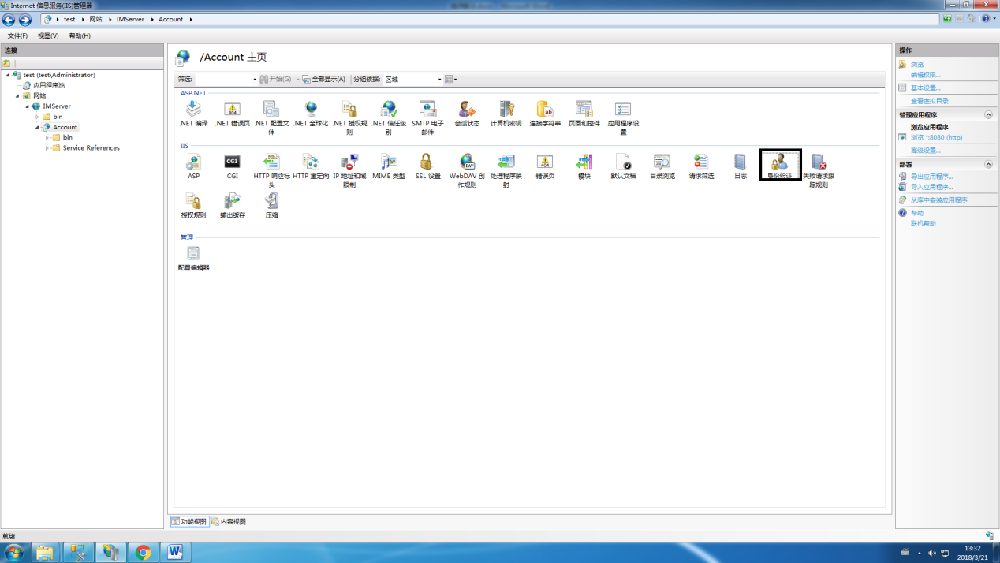 Internet 信息服务(IIS)管理器
test 网站 IMServer Account
文件(F) 视图(V) 帮助(H)
连接
test (test\Administrator)
应用程序池
网站
IMServer
bin
Account
bin
Service References
/Account 主页
筛选: 开始(G) 全部显示(A) 分组依据: 区域
ASP.NET
.NET 编译 .NET 错误页 .NET 配置文件 .NET 全球化 .NET 授权规则 .NET 信任级别 SMTP 电子邮件 会话状态 计算机密钥 连接字符串 页面和控件 应用程序设置
IIS
ASP CGI HTTP 响应标头 HTTP 重定向 IP 地址和域限制 MIME 类型 SSL 设置 WebDAV 创作规则 处理程序映射 错误页 模块 默认文档 目录浏览 请求筛选 日志 身份验证 失败请求跟踪规则
授权规则 输出缓存 压缩
管理
配置编辑器
功能视图 内容视图
操作
浏览
编辑权限...
基本设置...
查看虚拟目录
管理应用程序
浏览应用程序
浏览 *:8080 (http)
高级设置...
部署
导出应用程序...
导入应用程序...
从库中安装应用程序
帮助
联机帮助
就绪
13:32
2018/3/21